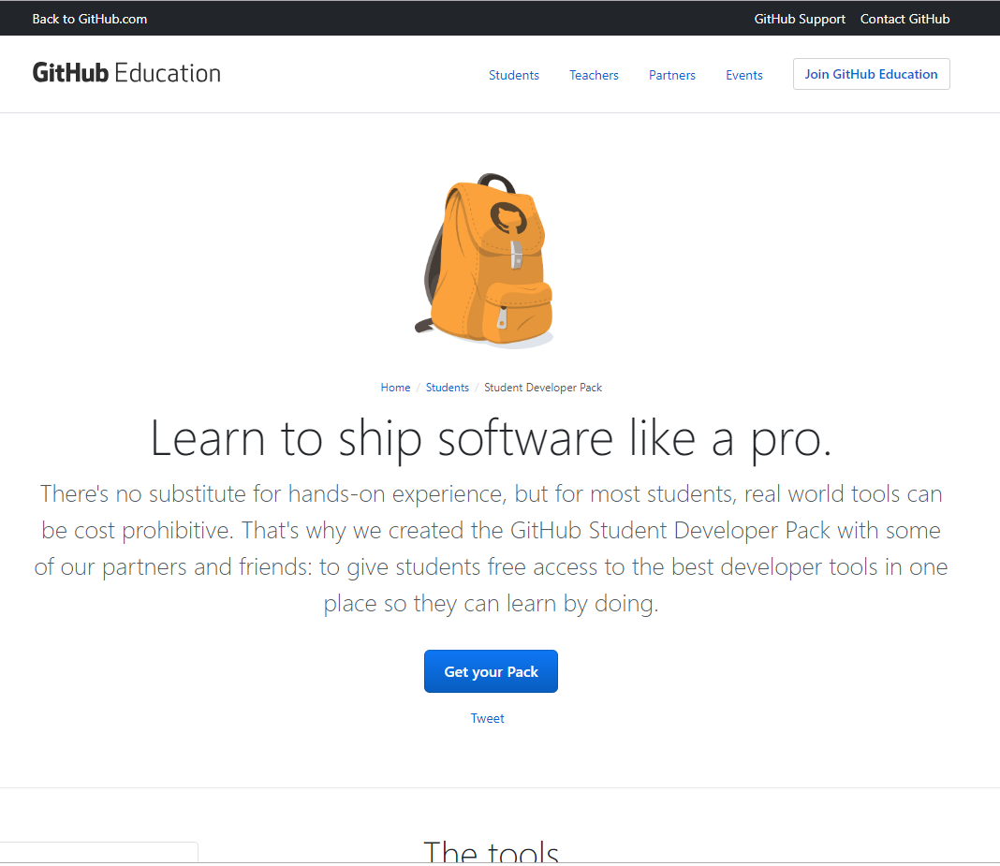 Back to GitHub.com GitHub Support Contact GitHub
GitHub Education Students Teachers Partners Events Join GitHub Education
Home / Students / Student Developer Pack
Learn to ship software like a pro.
There's no substitute for hands-on experience, but for most students, real world tools can
be cost prohibitive. That's why we created the GitHub Student Developer Pack with some
of our partners and friends: to give students free access to the best developer tools in one
place so they can learn by doing.
Get your Pack
Tweet
The tools